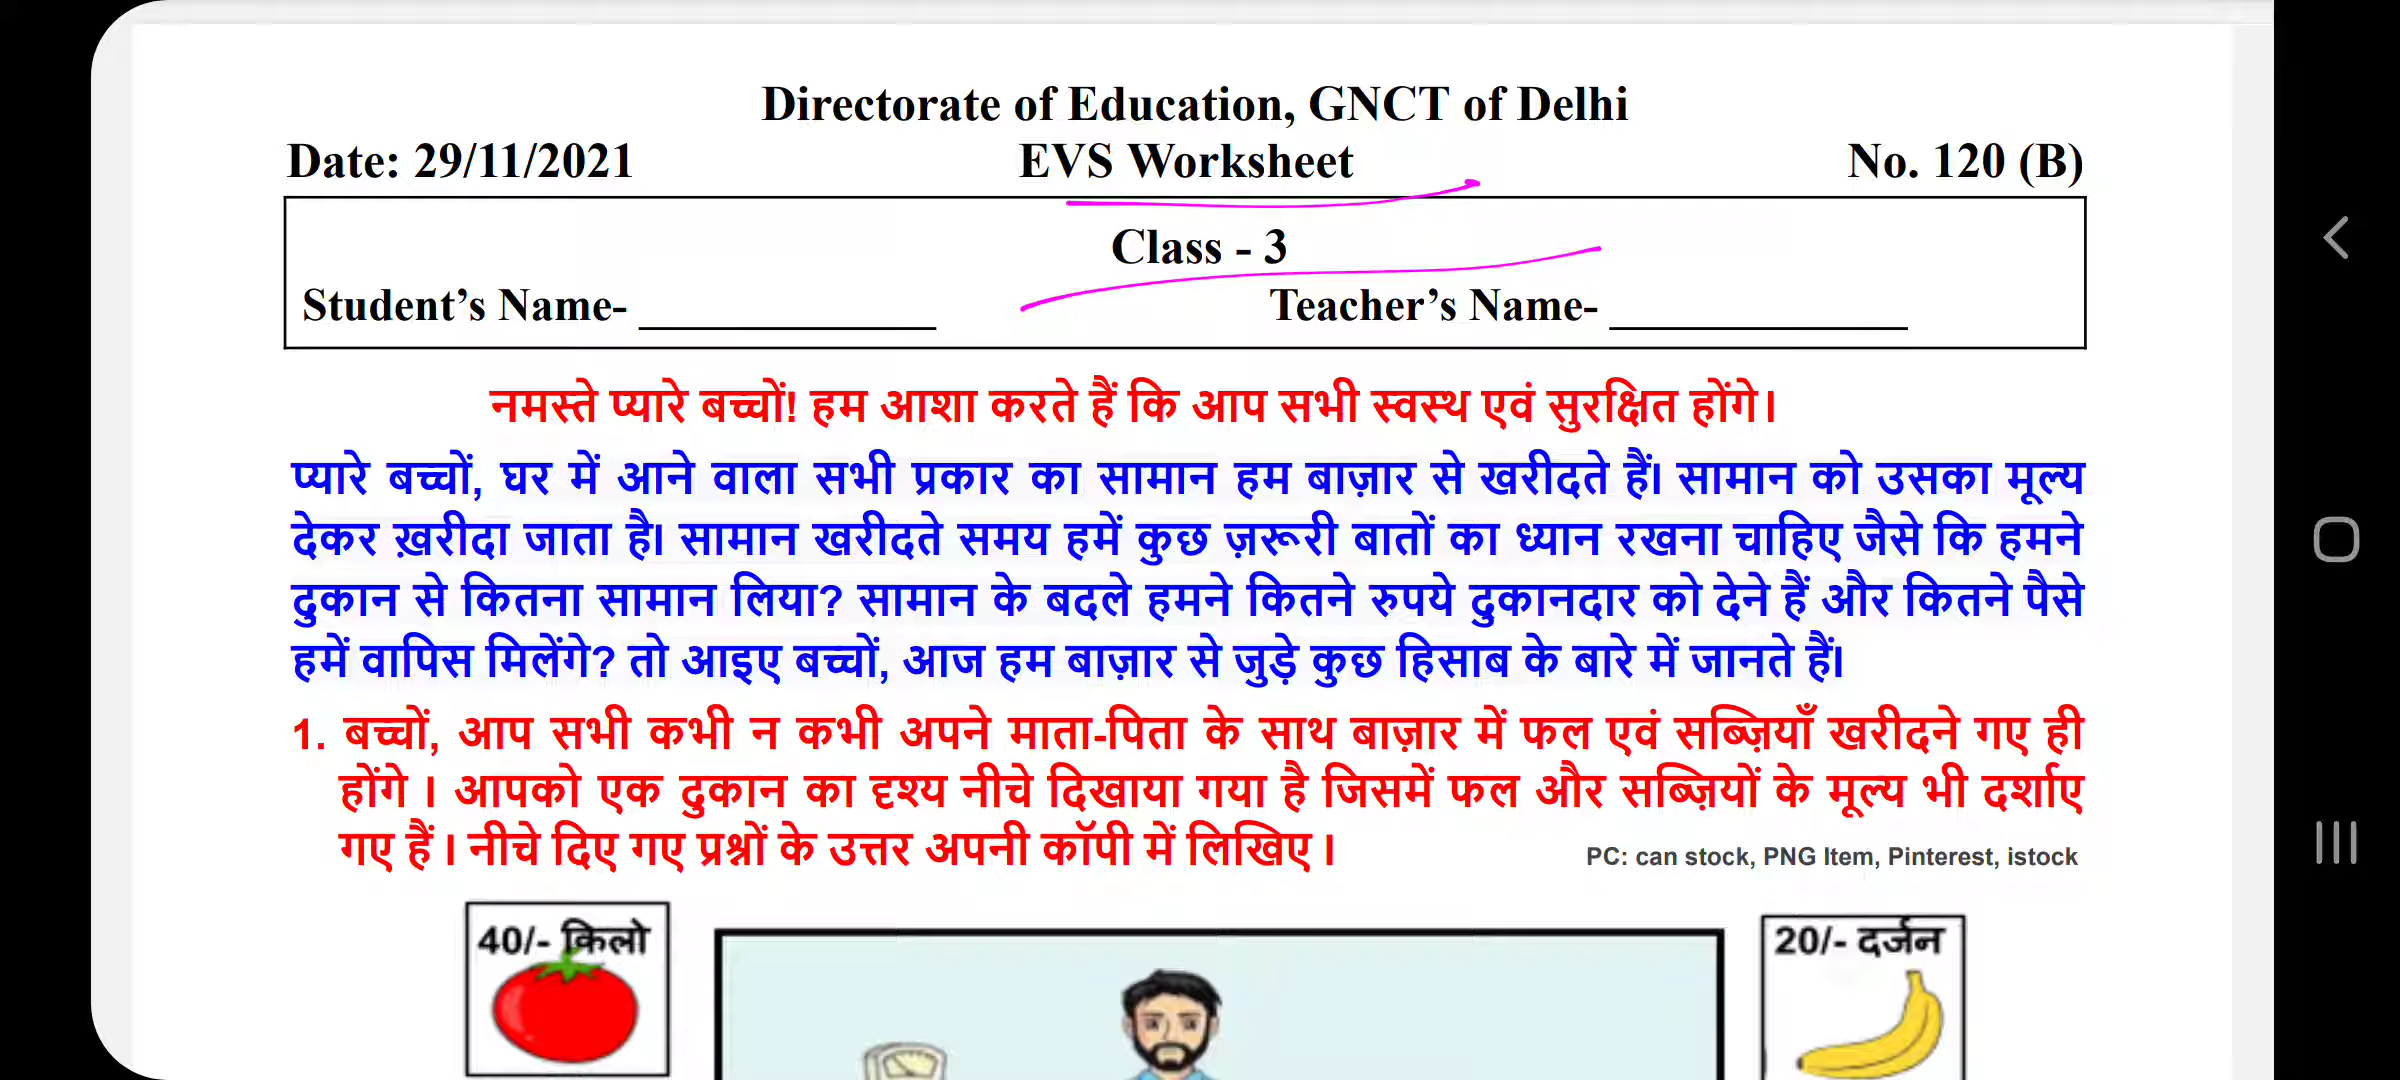 Directorate of Education, GNCT of Delhi
Date: 29/11/2021 EVS Worksheet No. 120 (B)
Class - 3
Student’s Name- ____________ Teacher’s Name- ____________
नमस्ते प्यारे बच्चों! हम आशा करते हैं कि आप सभी स्वस्थ एवं सुरक्षित होंगे।
प्यारे बच्चों, घर में आने वाला सभी प्रकार का सामान हम बाज़ार से खरीदते हैं। सामान को उसका मूल्य
देकर ख़रीदा जाता है। सामान खरीदते समय हमें कुछ ज़रूरी बातों का ध्यान रखना चाहिए जैसे कि हमने
दुकान से कितना सामान लिया? सामान के बदले हमने कितने रुपये दुकानदार को देने हैं और कितने पैसे
हमें वापिस मिलेंगे? तो आइए बच्चों, आज हम बाज़ार से जुड़े कुछ हिसाब के बारे में जानते हैं।
1. बच्चों, आप सभी कभी न कभी अपने माता-पिता के साथ बाज़ार में फल एवं सब्ज़ियाँ खरीदने गए ही
होंगे । आपको एक दुकान का दृश्य नीचे दिखाया गया है जिसमें फल और सब्ज़ियों के मूल्य भी दर्शाए
गए हैं । नीचे दिए गए प्रश्नों के उत्तर अपनी कॉपी में लिखिए ।
PC: can stock, PNG Item, Pinterest, istock
40/- किलो
20/- दर्जन